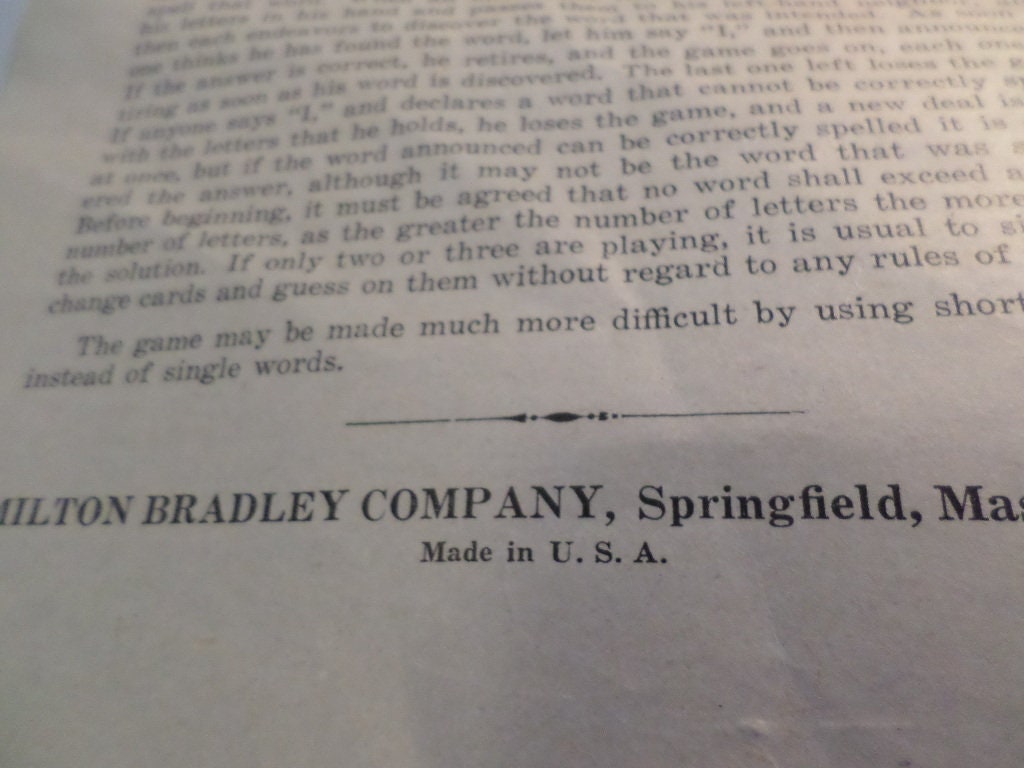 spell that word.
his letters in his hand and passes them to his left hand neighbor,
then each endeavors to discover the word that was intended. As soon
one thinks he has found the word, let him say "I," and then announce
If the answer is correct, he retires, and the game goes on, each one
tiring as soon as his word is discovered. The last one left loses the g
If anyone says "I," and declares a word that cannot be correctly s
with the letters that he holds, he loses the game, and a new deal is
at once, but if the word announced can be correctly spelled it is
ered the answer, although it may not be the word that was s
Before beginning, it must be agreed that no word shall exceed a
number of letters, as the greater the number of letters the more
the solution. If only two or three are playing, it is usual to si
change cards and guess on them without regard to any rules of
The game may be made much more difficult by using short
instead of single words.
MILTON BRADLEY COMPANY, Springfield, Mas
Made in U. S. A.